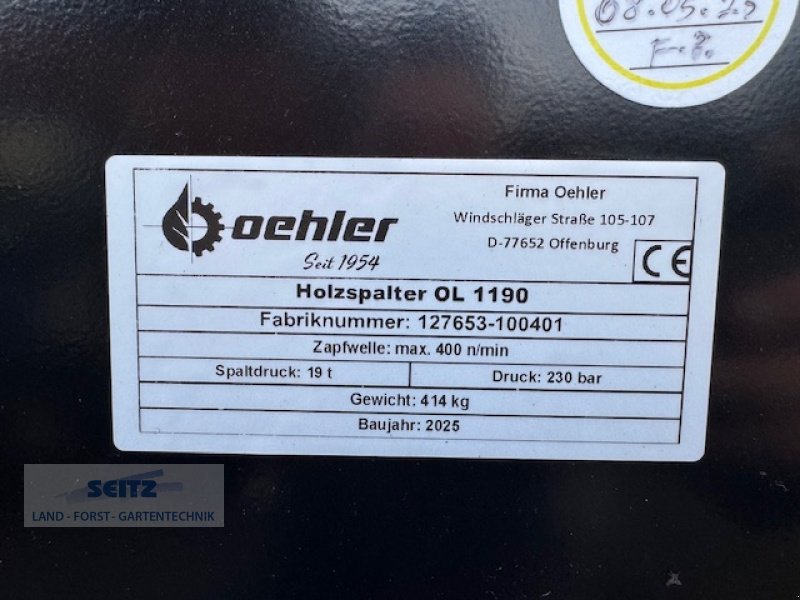 oehler
Seit 1954
Firma Oehler
Windschläger Straße 105-107
D-77652 Offenburg
CE
Holzspalter OL 1190
Fabriknummer: 127653-100401
Zapfwelle: max. 400 n/min
Spaltdruck: 19 t
Druck: 230 bar
Gewicht: 414 kg
Baujahr: 2025
SEITZ
LAND - FORST - GARTENTECHNIK